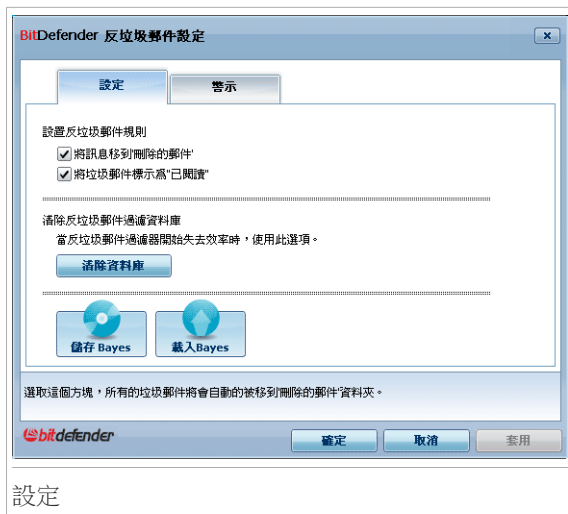 BitDefender 反垃圾郵件設定
設定
警示
設置反垃圾郵件規則
將訊息移到'刪除的郵件'
將垃圾郵件標示爲"已閱讀"
清除反垃圾郵件過濾資料庫
當反垃圾郵件過濾器開始失去效率時，使用此選項。
清除資料庫
儲存 Bayes
載入Bayes
選取這個方塊，所有的垃圾郵件將會自動的被移到'刪除的郵件'資料夾。
bitdefender
確定
取消
套用
設定